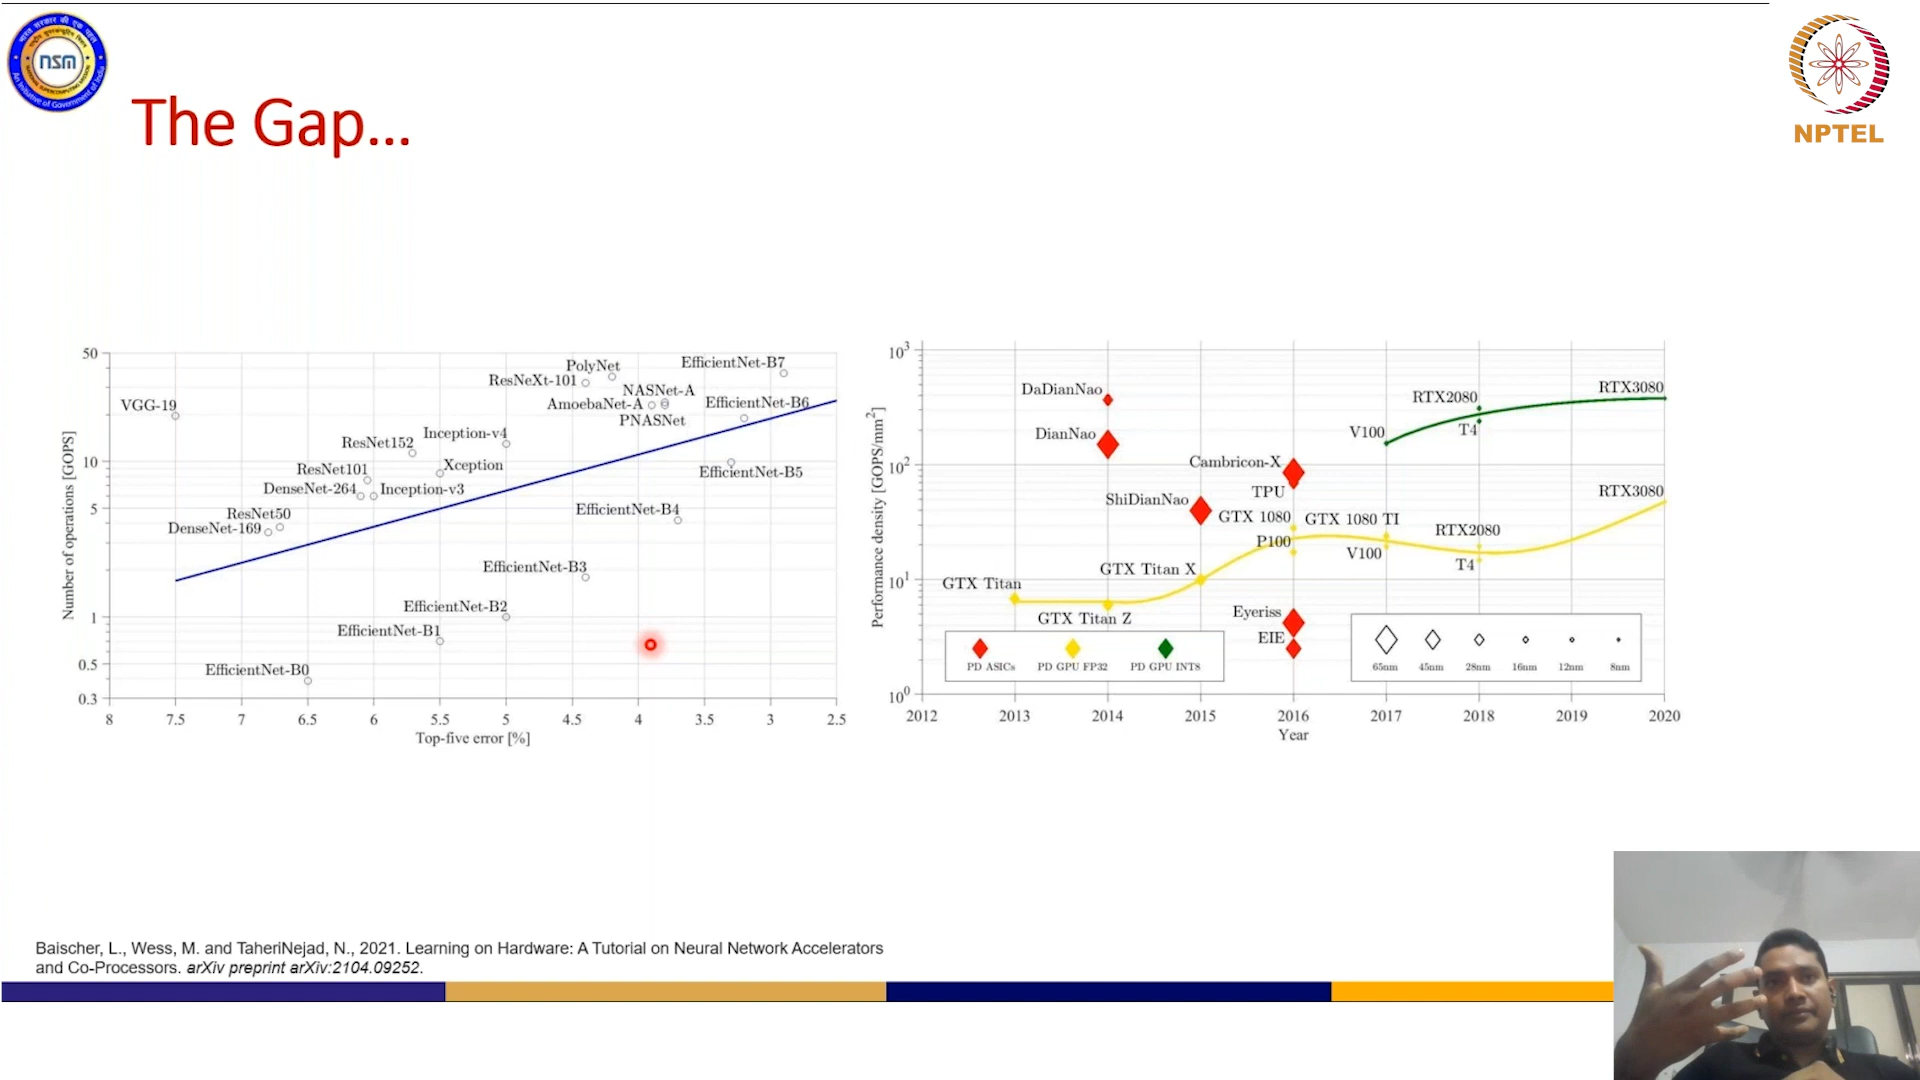 nsm
An Initiative of Government of India
NPTEL
The Gap...
50
10
5
1
0.5
0.3
Number of operations [GOPS]
VGG-19
PolyNet
EfficientNet-B7
ResNeXt-101
NASNet-A
AmoebaNet-A
EfficientNet-B6
PNASNet
Inception-v4
ResNet152
Xception
ResNet101
EfficientNet-B5
DenseNet-264
Inception-v3
ResNet50
EfficientNet-B4
DenseNet-169
EfficientNet-B3
EfficientNet-B2
EfficientNet-B1
EfficientNet-B0
8 7.5 7 6.5 6 5.5 5 4.5 4 3.5 3 2.5
Top-five error [%]
10³
10²
10¹
10⁰
Performance density [GOPS/mm²]
DaDianNao
RTX2080
RTX3080
DianNao
V100
T4
Cambricon-X
TPU
RTX3080
ShiDianNao
GTX 1080
GTX 1080 TI
RTX2080
P100
V100
T4
GTX Titan X
GTX Titan
GTX Titan Z
Eyeriss
EIE
PD ASICs PD GPU FP32 PD GPU INT8
65nm 45nm 28nm 16nm 12nm 8nm
2012 2013 2014 2015 2016 2017 2018 2019 2020
Year
Baischer, L., Wess, M. and TaheriNejad, N., 2021. Learning on Hardware: A Tutorial on Neural Network Accelerators
and Co-Processors. arXiv preprint arXiv:2104.09252.